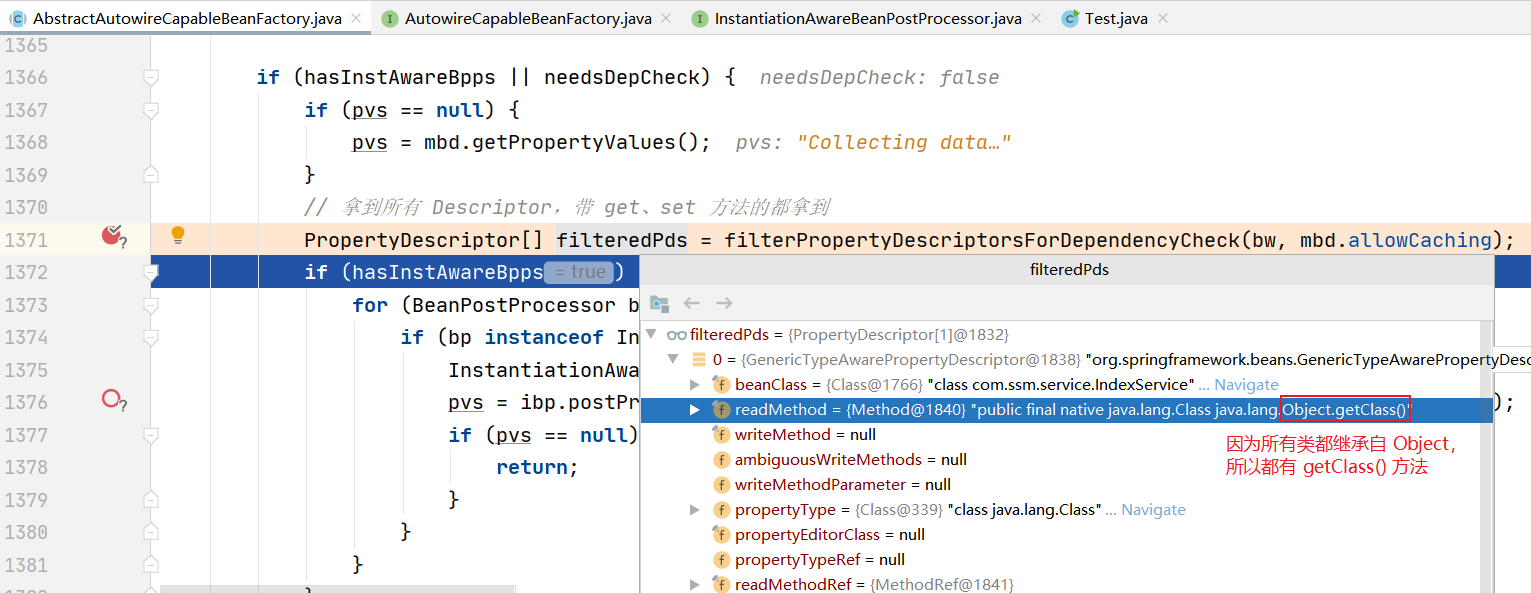 AbstractAutowireCapableBeanFactory.java AutowireCapableBeanFactory.java InstantiationAwareBeanPostProcessor.java Test.java
1365
1366 if (hasInstAwareBpps || needsDepCheck) { needsDepCheck: false
1367 if (pvs == null) {
1368 pvs = mbd.getPropertyValues(); pvs: "Collecting data…"
1369 }
1370 // 拿到所有 Descriptor，带 get、set 方法的都拿到
1371 PropertyDescriptor[] filteredPds = filterPropertyDescriptorsForDependencyCheck(bw, mbd.allowCaching);
1372 if (hasInstAwareBpps = true )
1373 for (BeanPostProcessor b
1374 if (bp instanceof In
1375 InstantiationAwa
1376 pvs = ibp.postPr );
1377 if (pvs == null)
1378 return;
1379 }
1380 }
1381 }
filteredPds
filteredPds = {PropertyDescriptor[1]@1832}
0 = {GenericTypeAwarePropertyDescriptor@1838} "org.springframework.beans.GenericTypeAwarePropertyDesc
beanClass = {Class@1766} "class com.ssm.service.IndexService" ... Navigate
readMethod = {Method@1840} "public final native java.lang.Class java.lang.Object.getClass()"
writeMethod = null
ambiguousWriteMethods = null
writeMethodParameter = null
propertyType = {Class@339} "class java.lang.Class" ... Navigate
propertyEditorClass = null
propertyTypeRef = null
readMethodRef = {MethodRef@1841}
因为所有类都继承自 Object，
所以都有 getClass() 方法